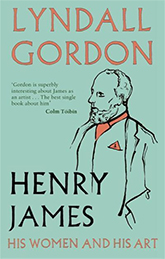 LYNDALL
GORDON
'Gordon is superbly
interesting about James as
an artist . . . The best single
book about him'
Colm Tóibín
HENRY
JAMES
HIS WOMEN AND HIS ART